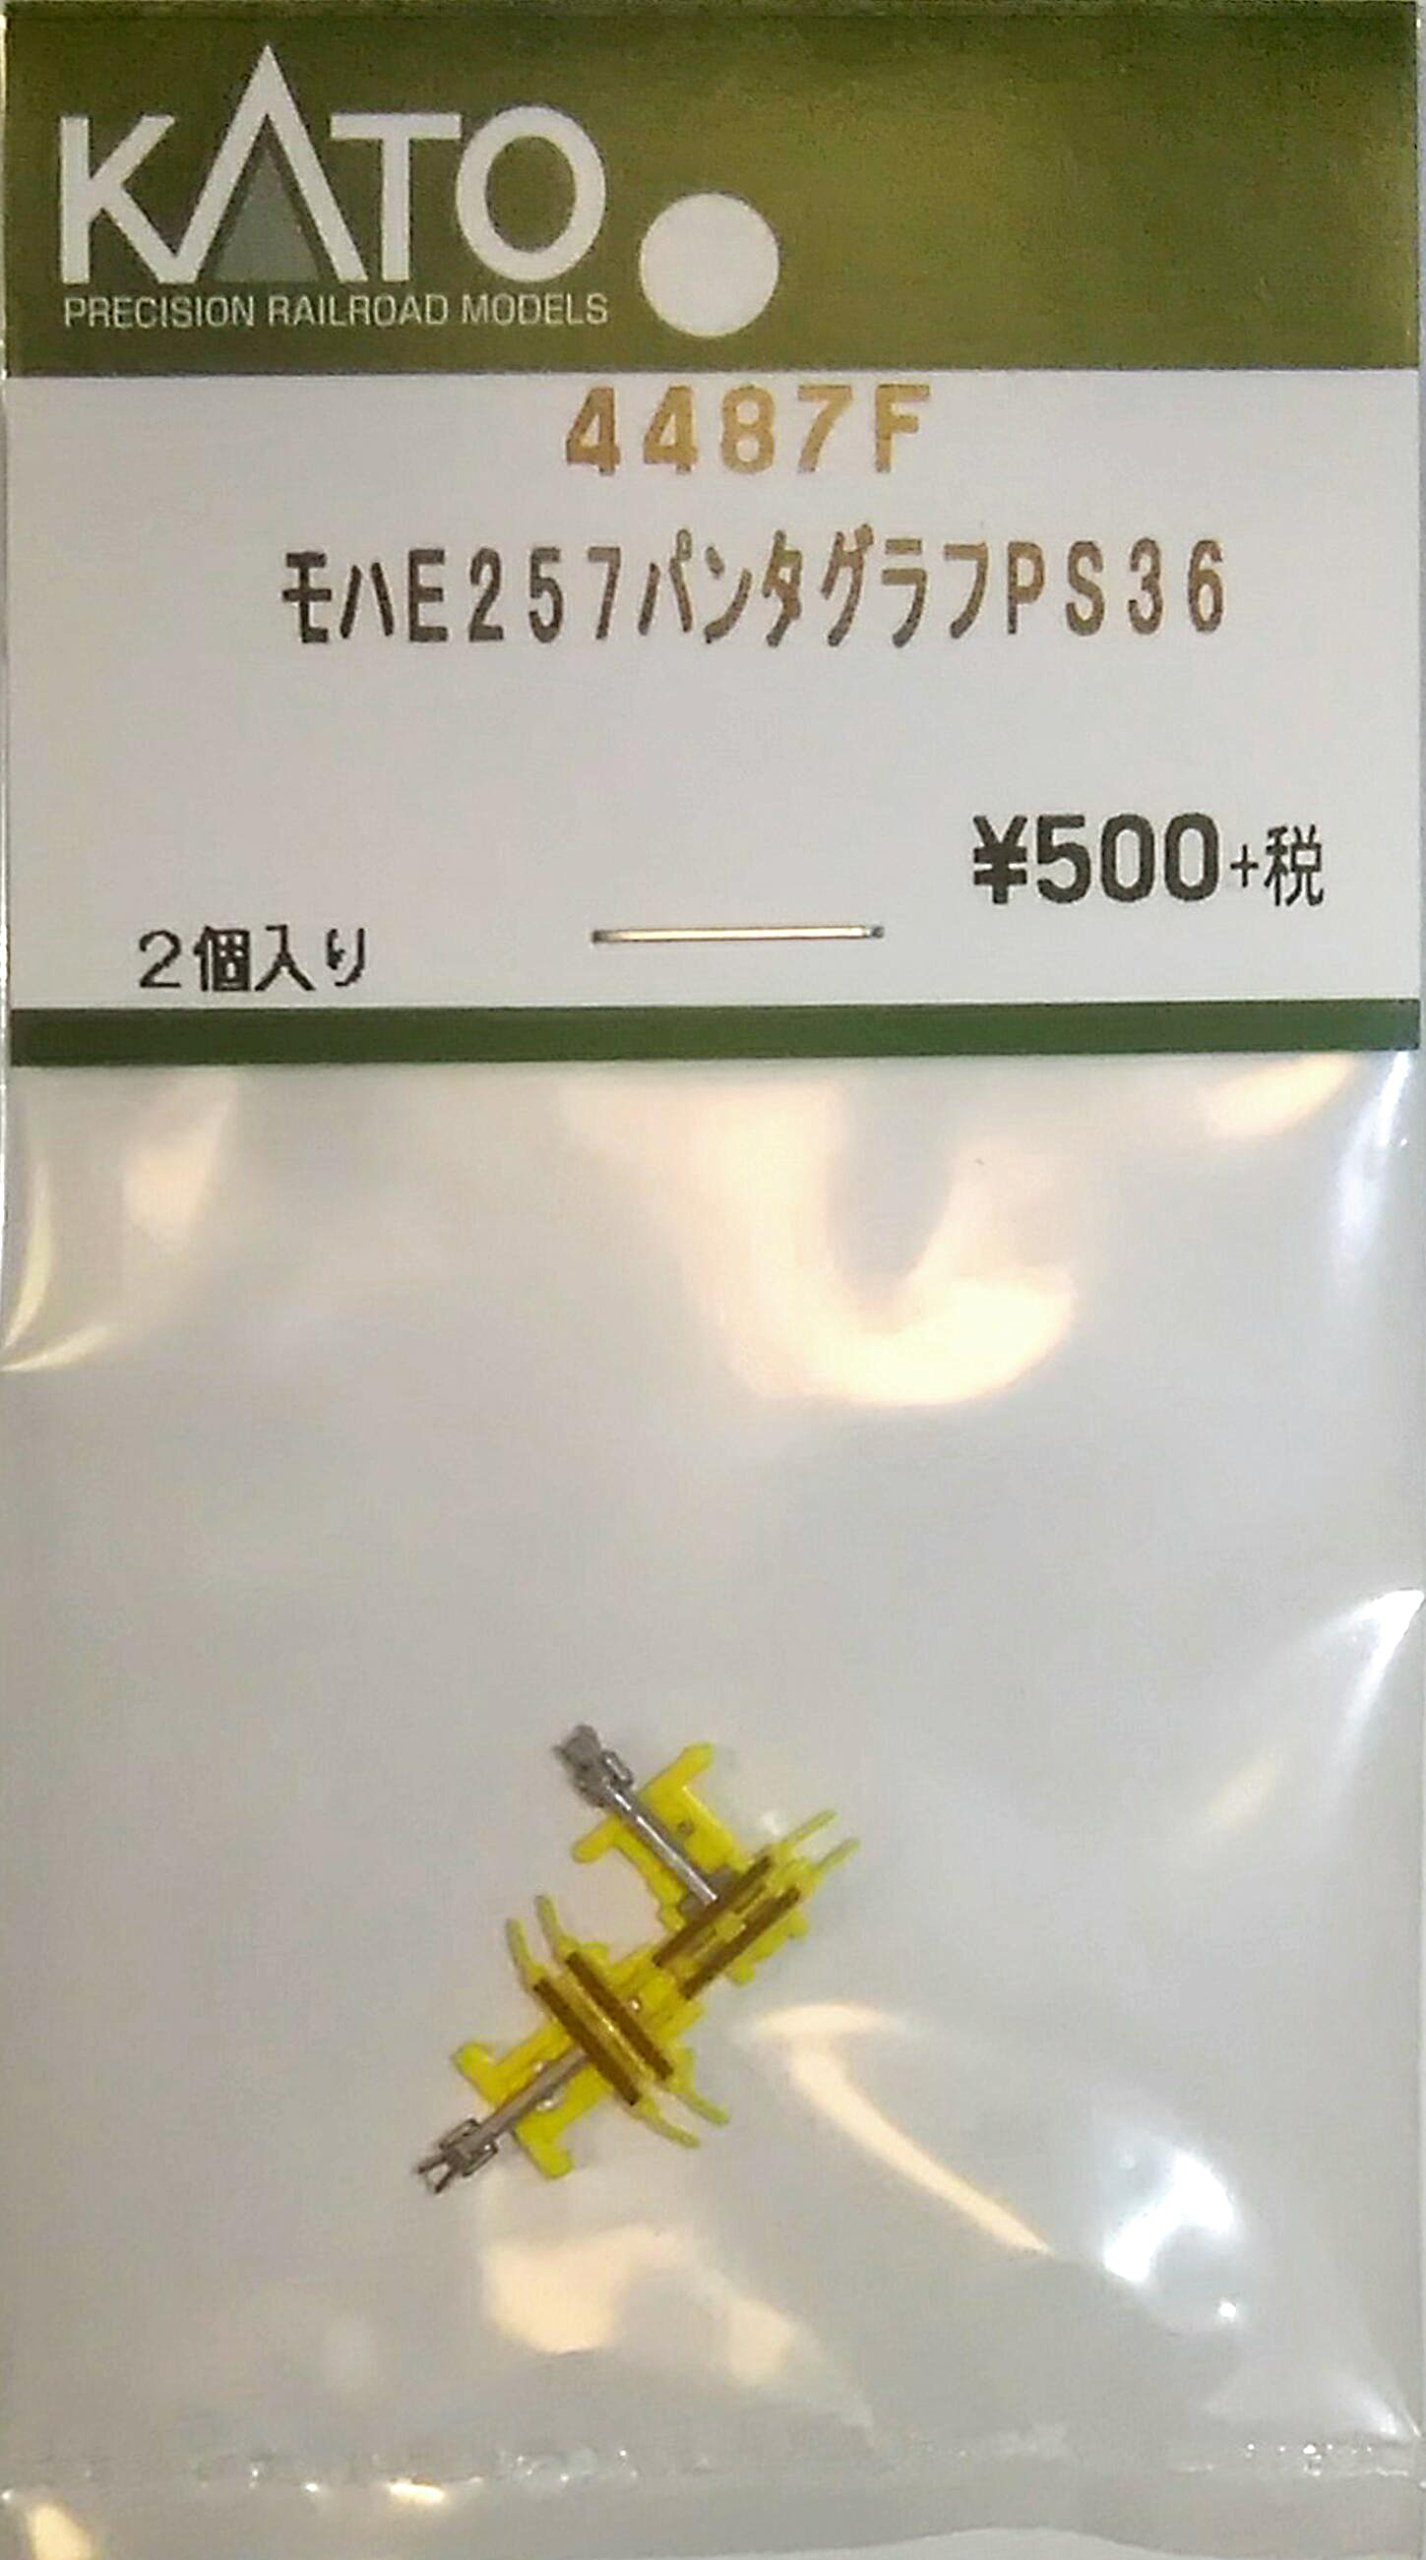 KATO
PRECISION RAILROAD MODELS
4487F
モハE257パンタグラフPS36
¥500+税
2個入り